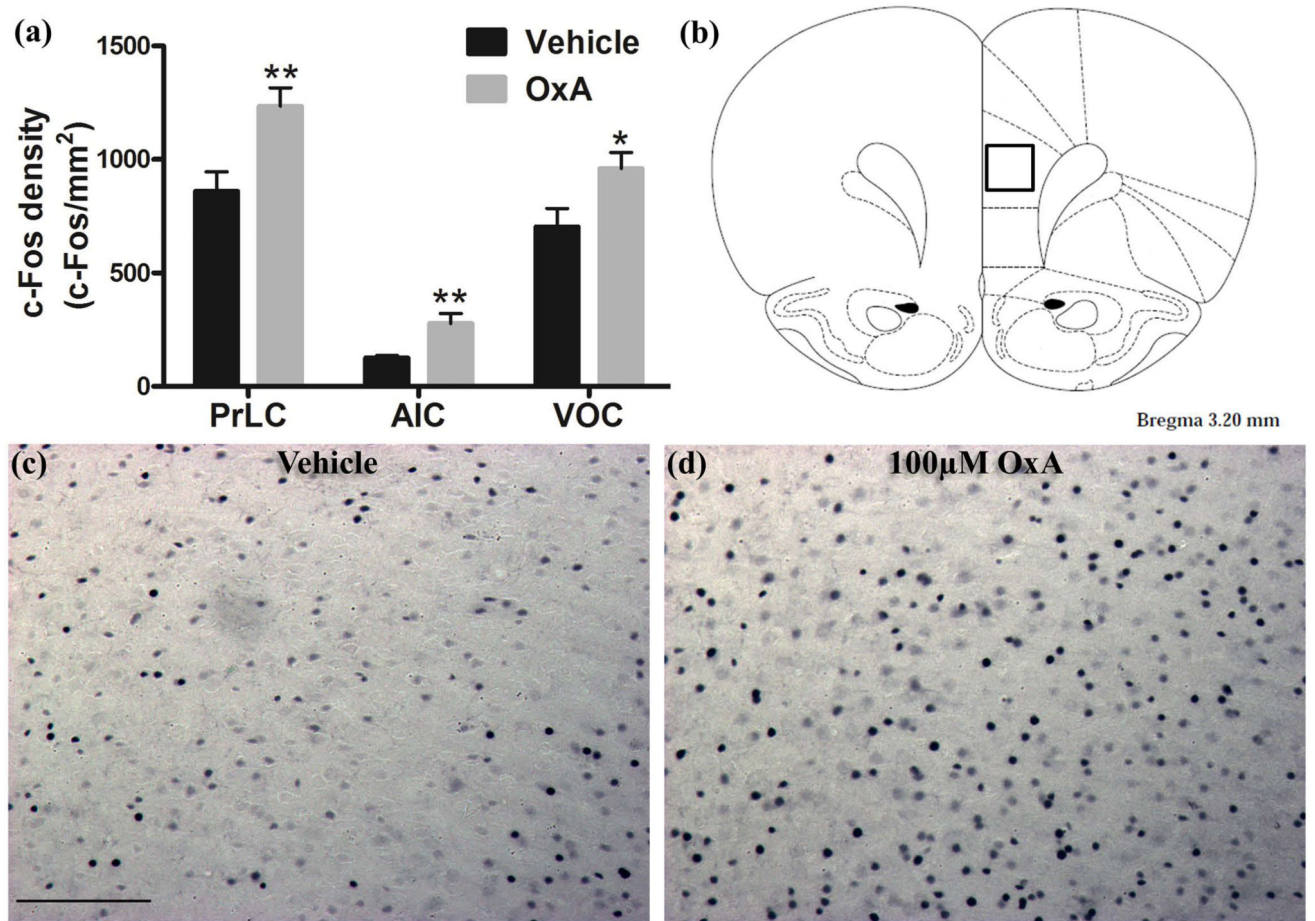 (a)
1500
1000
500
0
c-Fos density
(c-Fos/mm²)
Vehicle
OxA
**
**
*
PrLC
AIC
VOC
(b)
Bregma 3.20 mm
(c)
Vehicle
(d)
100µM OxA